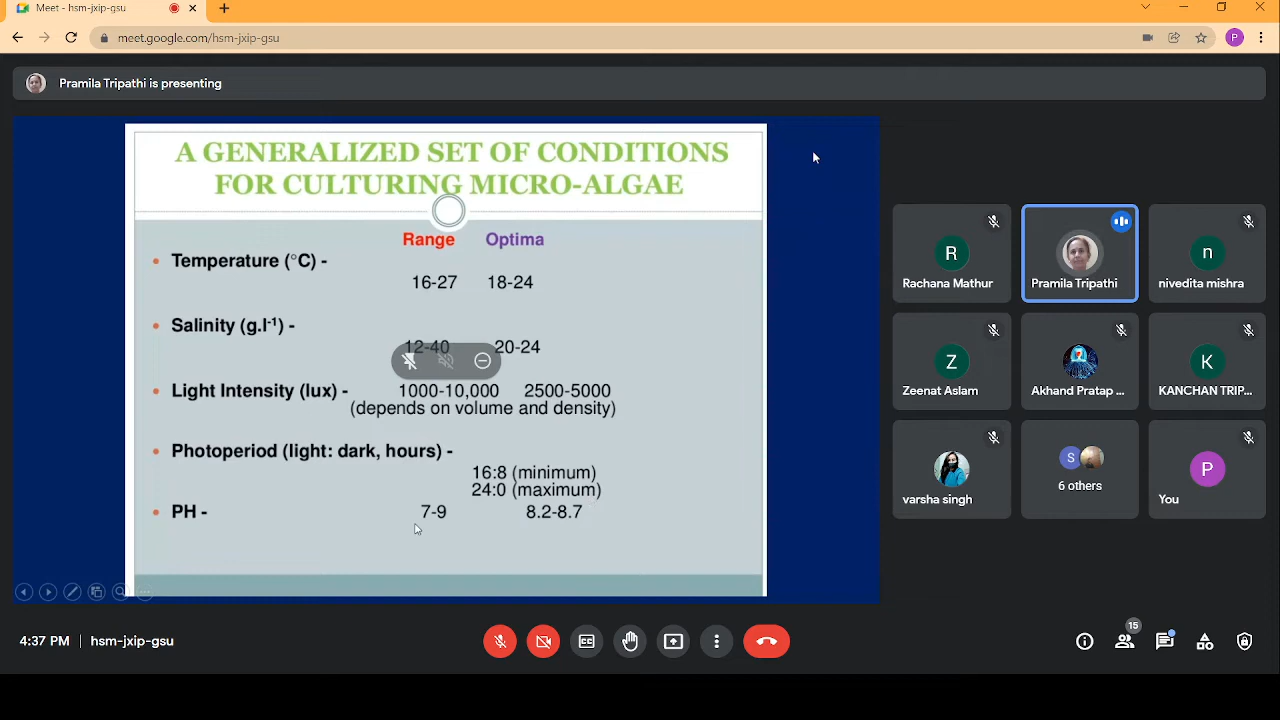 Meet - hsm-jxip-gsu
meet.google.com/hsm-jxip-gsu
P
Pramila Tripathi is presenting
A GENERALIZED SET OF CONDITIONS
FOR CULTURING MICRO-ALGAE
Range Optima
• Temperature (°C) -
16-27 18-24
• Salinity (g.l-1) -
12-40 20-24
• Light Intensity (lux) - 1000-10,000 2500-5000
(depends on volume and density)
• Photoperiod (light: dark, hours) -
16:8 (minimum)
24:0 (maximum)
• PH - 7-9 8.2-8.7
R
Rachana Mathur
Pramila Tripathi
n
nivedita mishra
Z
Zeenat Aslam
Akhand Pratap ...
K
KANCHAN TRIP...
varsha singh
S
6 others
P
You
4:37 PM | hsm-jxip-gsu
15